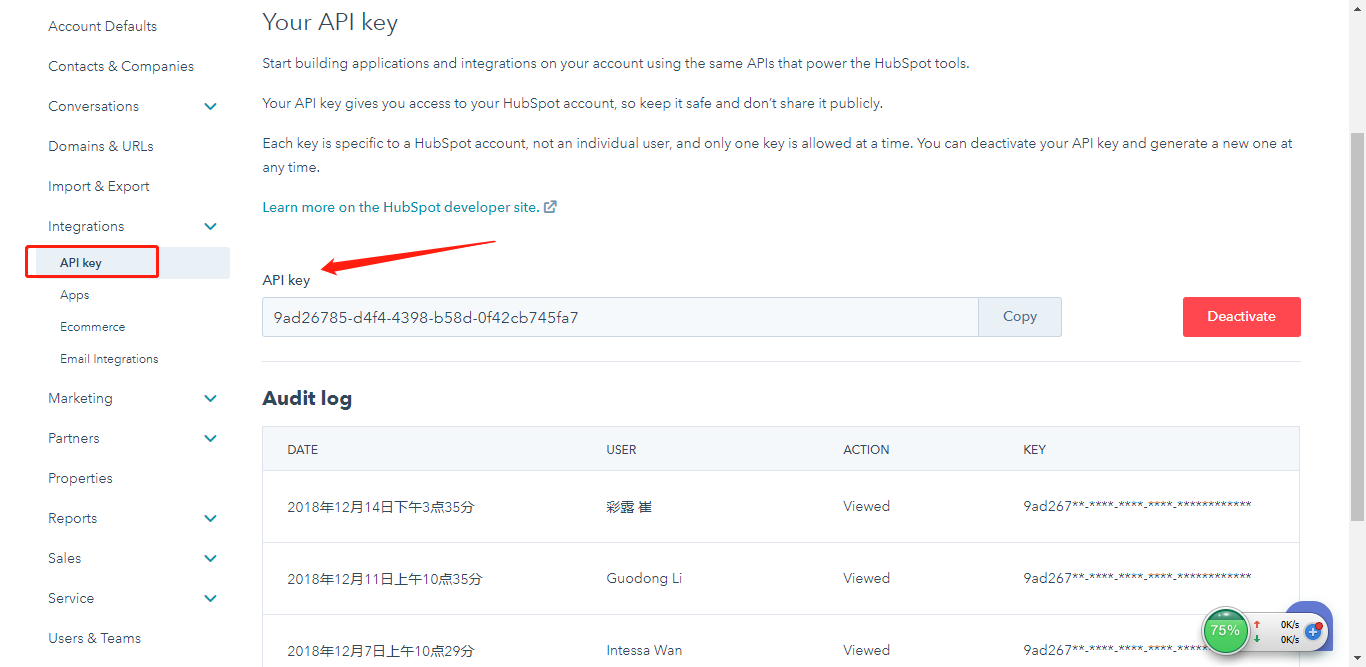 Account Defaults
Contacts & Companies
Conversations
Domains & URLs
Import & Export
Integrations
API key
Apps
Ecommerce
Email Integrations
Marketing
Partners
Properties
Reports
Sales
Service
Users & Teams
Your API key
Start building applications and integrations on your account using the same APIs that power the HubSpot tools.
Your API key gives you access to your HubSpot account, so keep it safe and don’t share it publicly.
Each key is specific to a HubSpot account, not an individual user, and only one key is allowed at a time. You can deactivate your API key and generate a new one at
any time.
Learn more on the HubSpot developer site.
API key
9ad26785-d4f4-4398-b58d-0f42cb745fa7 Copy Deactivate
Audit log
DATE USER ACTION KEY
2018年12月14日下午3点35分 彩露 崔 Viewed 9ad267**-****-****-****-************
2018年12月11日上午10点35分 Guodong Li Viewed 9ad267**-****-****-****-************
2018年12月7日上午10点29分 Intessa Wan Viewed 9ad267**-****-****-****-***
75% 0K/s
0K/s